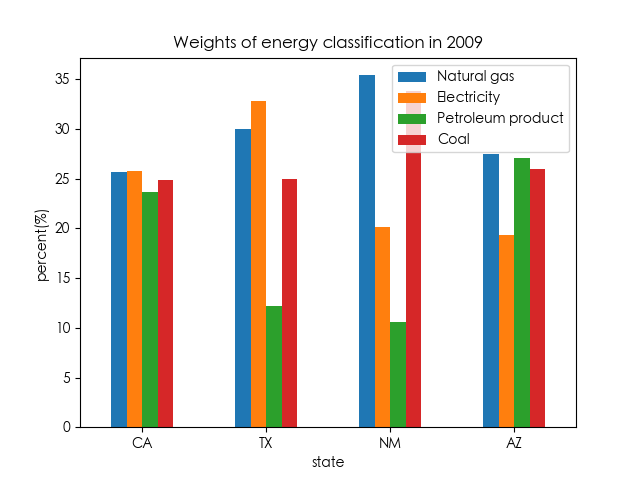 Weights of energy classification in 2009
Natural gas
Electricity
Petroleum product
Coal
percent(%)
35
30
25
20
15
10
5
0
CA TX NM AZ
state